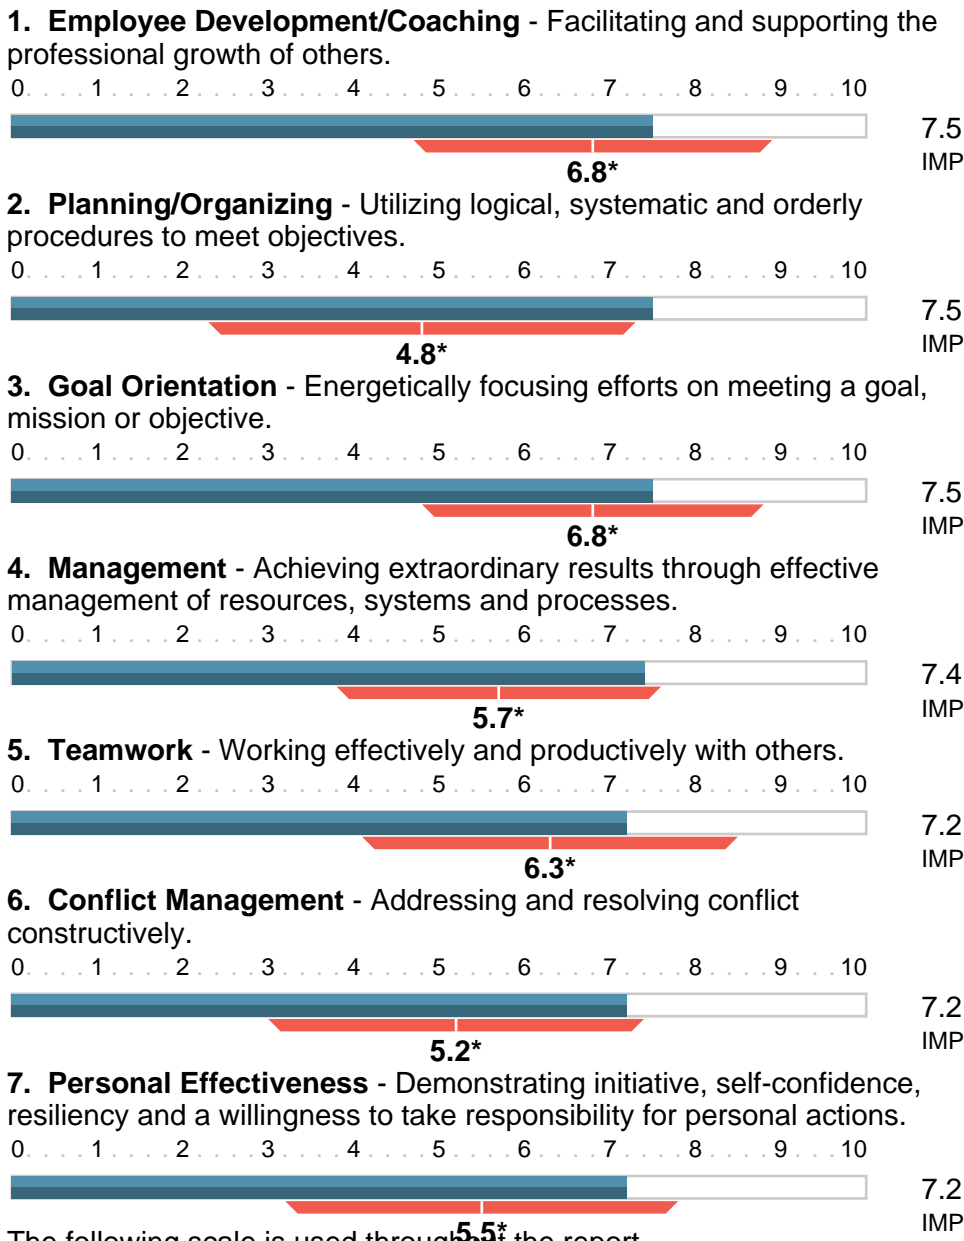 1. Employee Development/Coaching - Facilitating and supporting the
professional growth of others.
0. . . . 1 . . . . 2 . . . . 3 . . . . 4 . . . . 5 . . . . 6 . . . . 7 . . . . 8 . . . . 9 . . . 10
7.5
IMP
6.8*
2. Planning/Organizing - Utilizing logical, systematic and orderly
procedures to meet objectives.
0. . . . 1 . . . . 2 . . . . 3 . . . . 4 . . . . 5 . . . . 6 . . . . 7 . . . . 8 . . . . 9 . . . 10
7.5
IMP
4.8*
3. Goal Orientation - Energetically focusing efforts on meeting a goal,
mission or objective.
0. . . . 1 . . . . 2 . . . . 3 . . . . 4 . . . . 5 . . . . 6 . . . . 7 . . . . 8 . . . . 9 . . . 10
7.5
IMP
6.8*
4. Management - Achieving extraordinary results through effective
management of resources, systems and processes.
0. . . . 1 . . . . 2 . . . . 3 . . . . 4 . . . . 5 . . . . 6 . . . . 7 . . . . 8 . . . . 9 . . . 10
7.4
IMP
5.7*
5. Teamwork - Working effectively and productively with others.
0. . . . 1 . . . . 2 . . . . 3 . . . . 4 . . . . 5 . . . . 6 . . . . 7 . . . . 8 . . . . 9 . . . 10
7.2
IMP
6.3*
6. Conflict Management - Addressing and resolving conflict
constructively.
0. . . . 1 . . . . 2 . . . . 3 . . . . 4 . . . . 5 . . . . 6 . . . . 7 . . . . 8 . . . . 9 . . . 10
7.2
IMP
5.2*
7. Personal Effectiveness - Demonstrating initiative, self-confidence,
resiliency and a willingness to take responsibility for personal actions.
0. . . . 1 . . . . 2 . . . . 3 . . . . 4 . . . . 5 . . . . 6 . . . . 7 . . . . 8 . . . . 9 . . . 10
7.2
IMP
5.5*
The following scale is used throughout the report